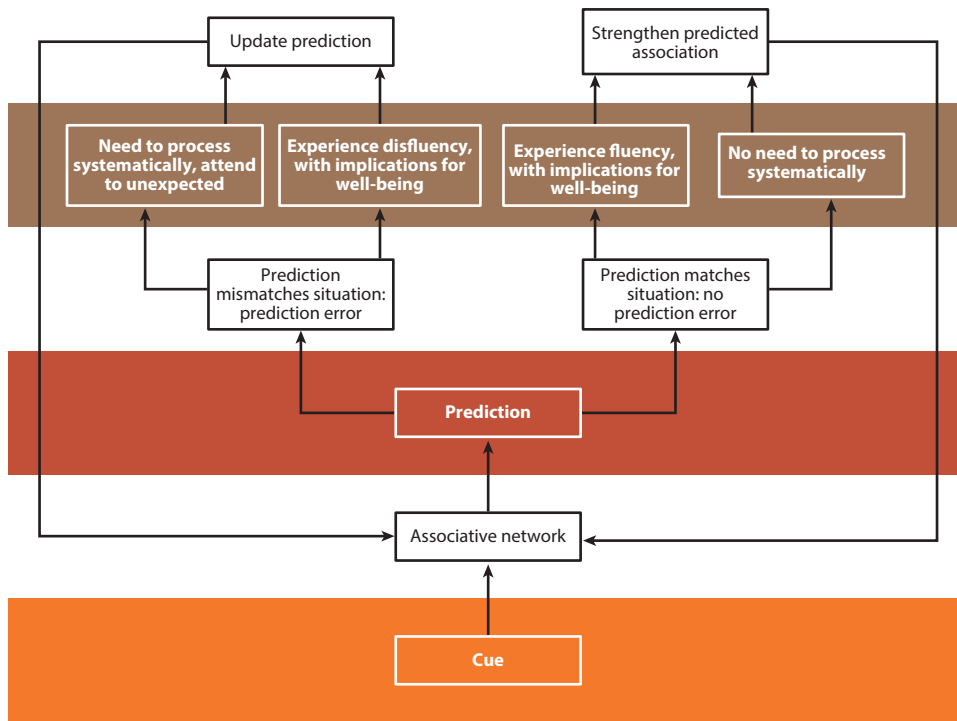 Update prediction
Strengthen predicted
association
Need to process
systematically, attend
to unexpected
Experience disfluency,
with implications for
well-being
Experience fluency,
with implications for
well-being
No need to process
systematically
Prediction
mismatches situation:
prediction error
Prediction matches
situation: no
prediction error
Prediction
Associative network
Cue